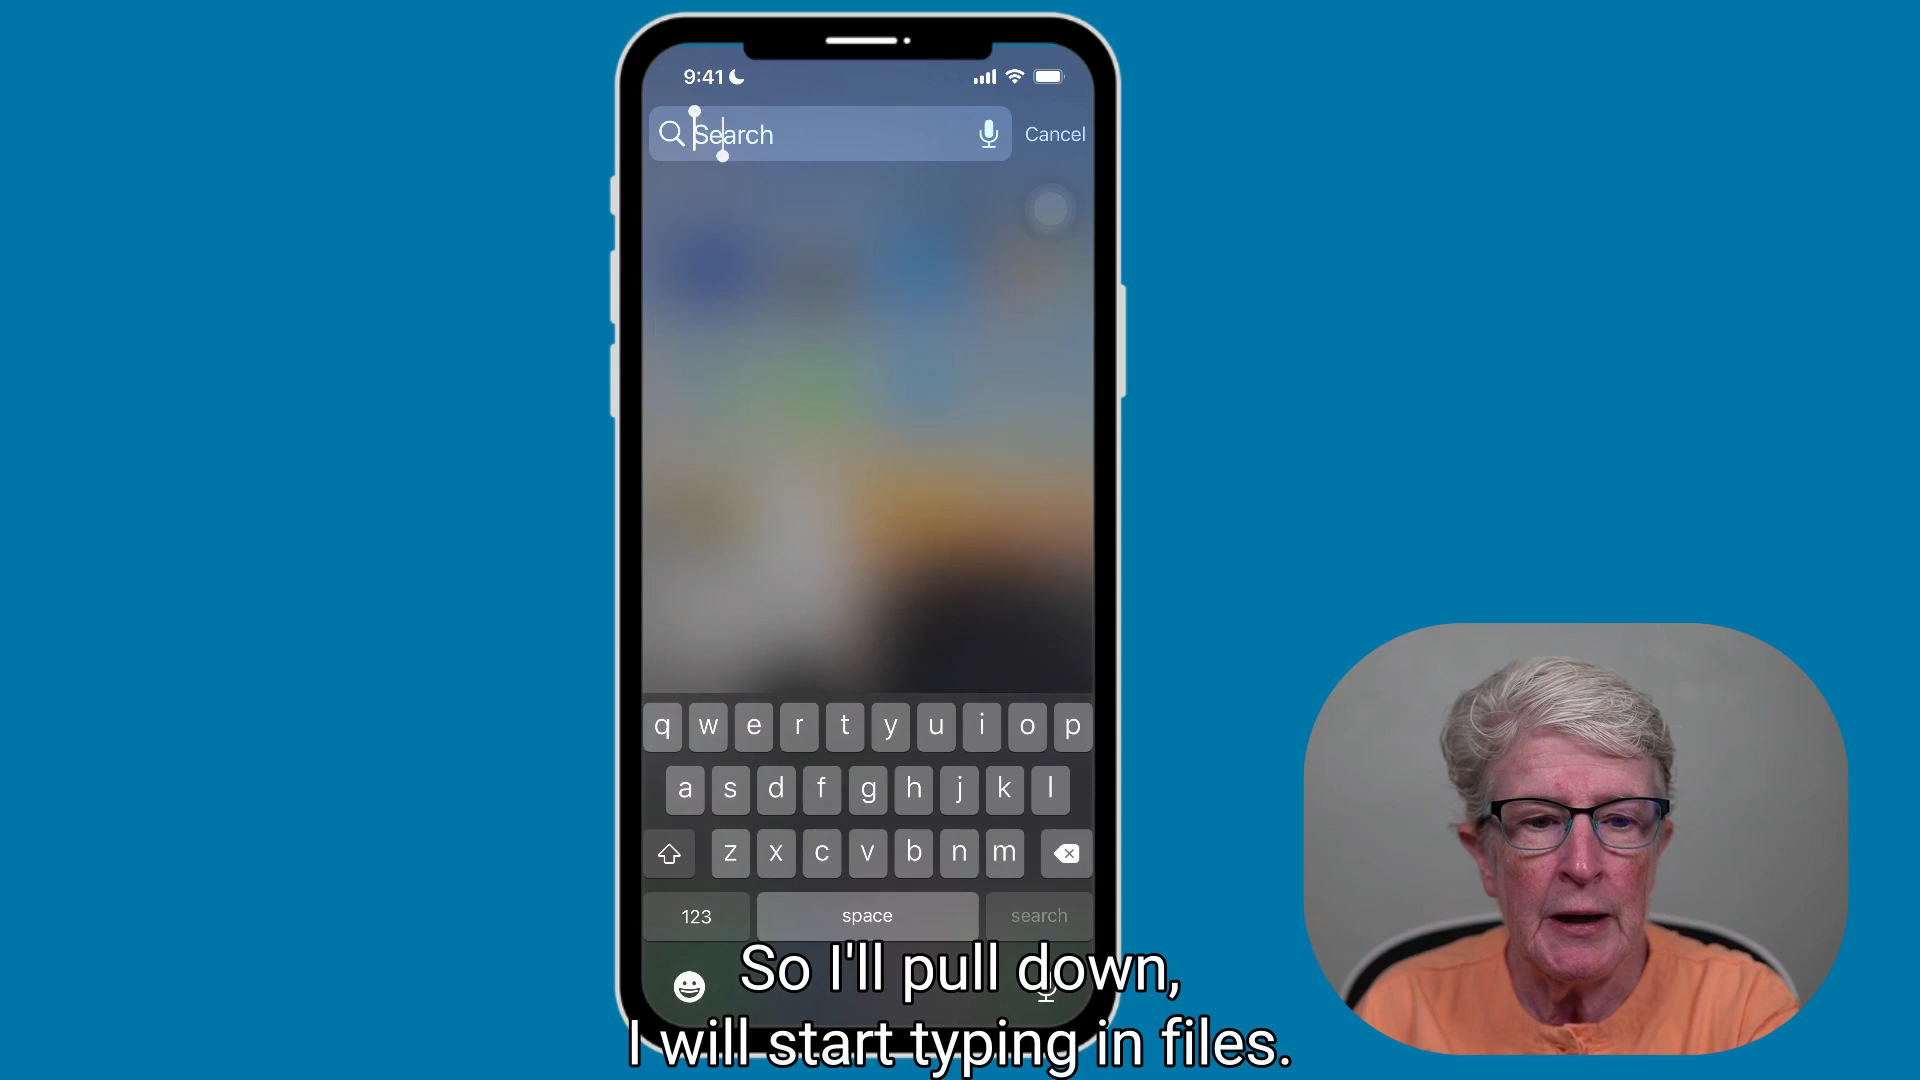 9:41
Search
Cancel
q w e r t y u i o p
a s d f g h j k l
z x c v b n m
123 space search
So I'll pull down,
I will start typing in files.